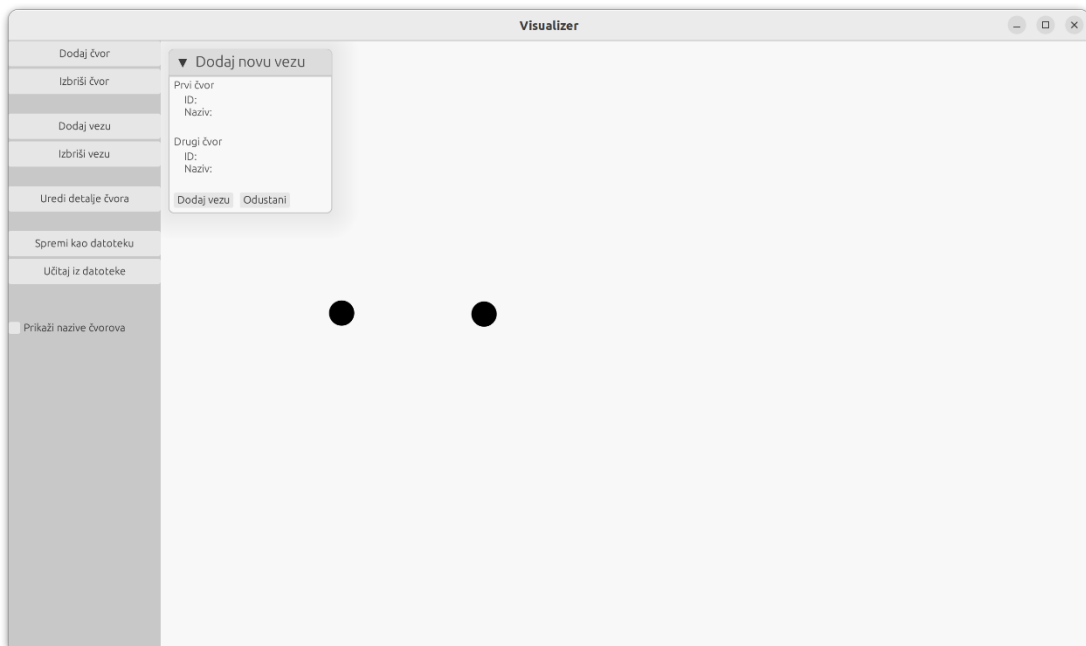 Visualizer
Dodaj čvor
Izbriši čvor
Dodaj vezu
Izbriši vezu
Uredi detalje čvora
Spremi kao datoteku
Učitaj iz datoteke
Prikaži nazive čvorova
Dodaj novu vezu
Prvi čvor
ID:
Naziv:
Drugi čvor
ID:
Naziv:
Dodaj vezu Odustani